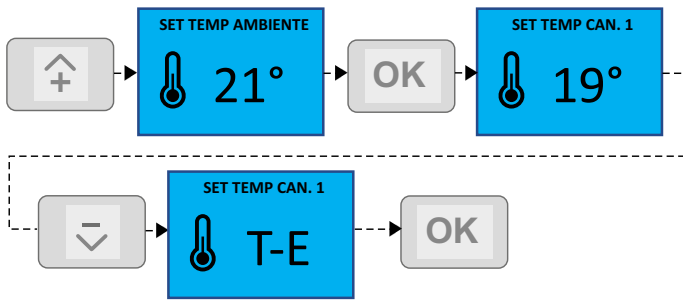 +
SET TEMP AMBIENTE
21°
OK
SET TEMP CAN. 1
19°
-
SET TEMP CAN. 1
T-E
OK